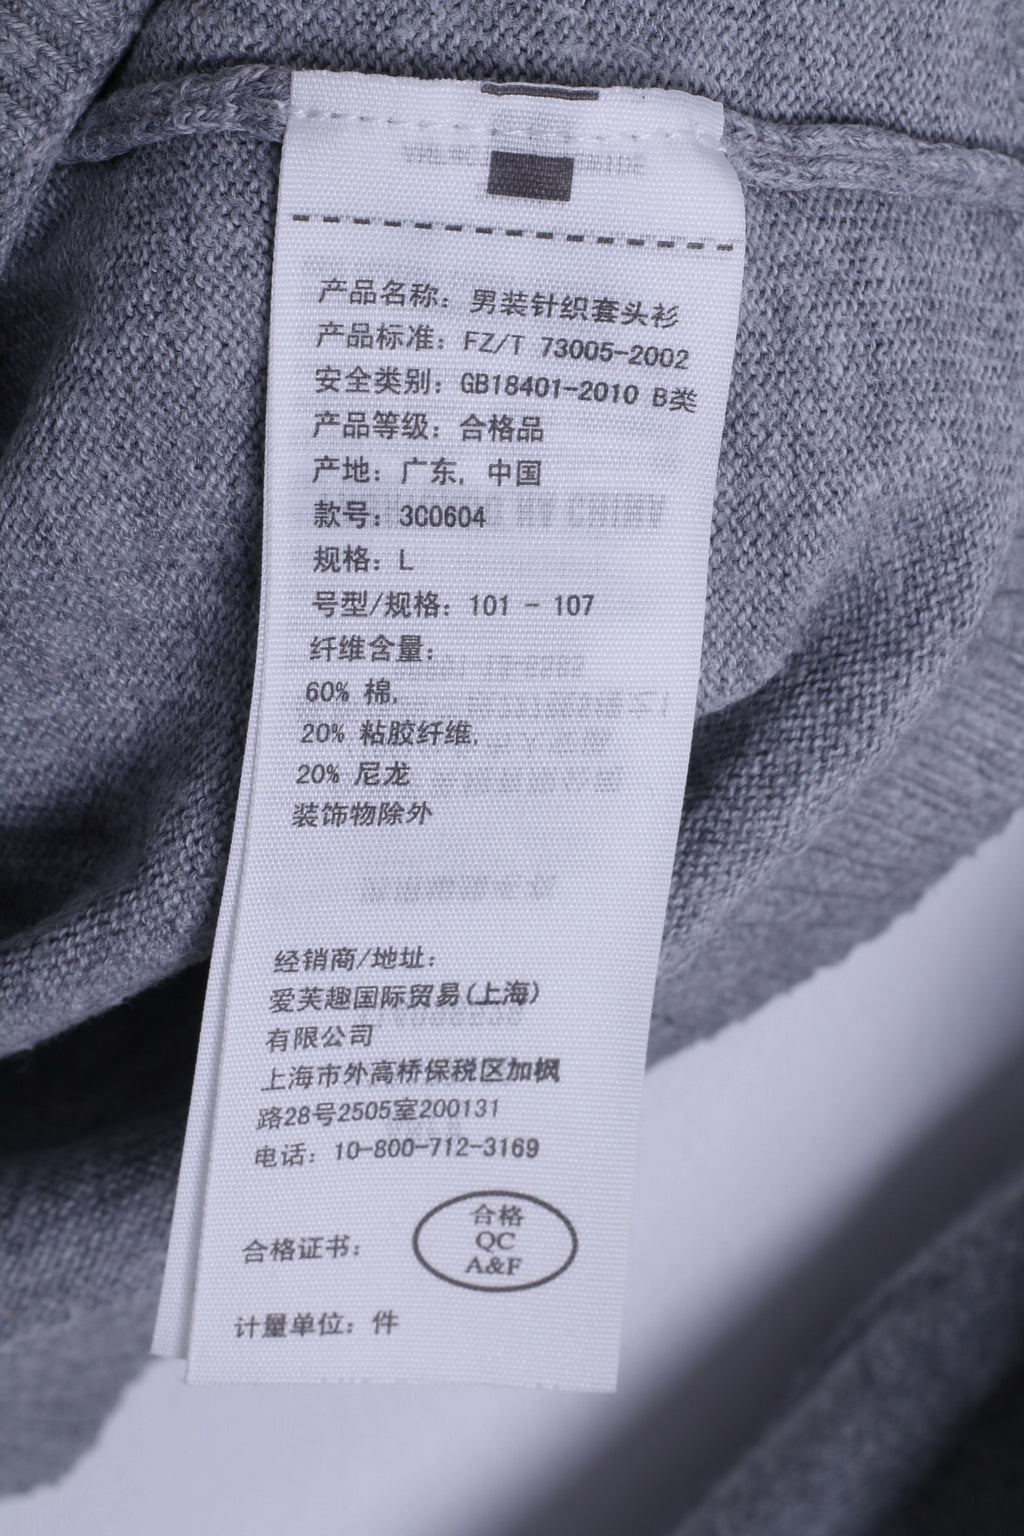 产品名称：男装针织套头衫
产品标准：FZ/T 73005-2002
安全类别：GB18401-2010 B类
产品等级：合格品
产地：广东, 中国
款号：3C0604
规格：L
号型/规格：101 - 107
纤维含量：
60% 棉,
20% 粘胶纤维,
20% 尼龙
装饰物除外
经销商/地址：
爱芙趣国际贸易(上海)
有限公司
上海市外高桥保税区加枫
路28号2505室200131
电话：10-800-712-3169
合格证书：
合格
QC
A&F
计量单位：件